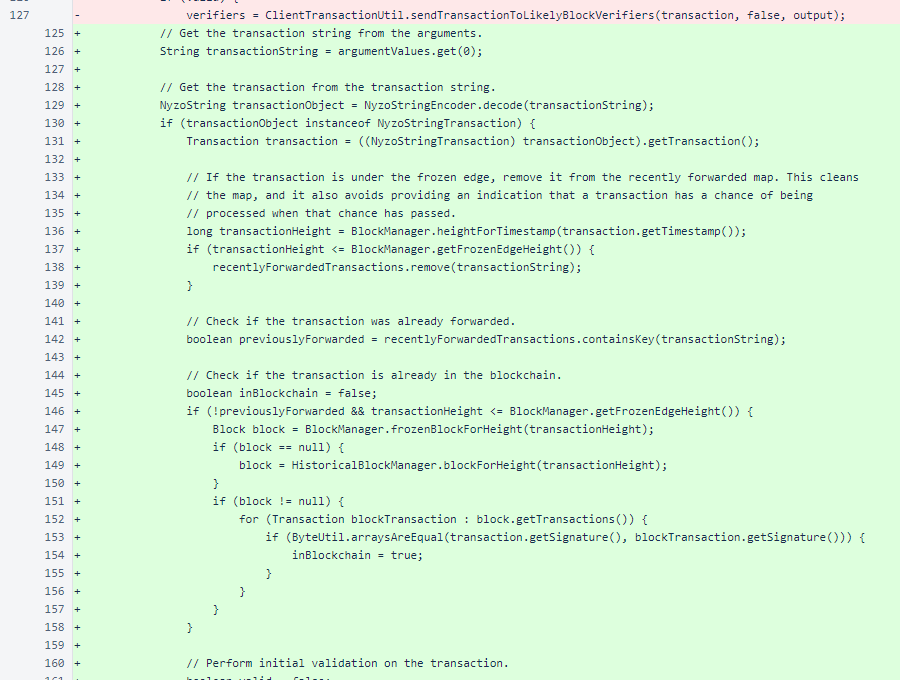 127 - verifiers = ClientTransactionUtil.sendTransactionToLikelyBlockVerifiers(transaction, false, output);
125 + // Get the transaction string from the arguments.
126 + String transactionString = argumentValues.get(0);
127 +
128 + // Get the transaction from the transaction string.
129 + NyzoString transactionObject = NyzoStringEncoder.decode(transactionString);
130 + if (transactionObject instanceof NyzoStringTransaction) {
131 + Transaction transaction = ((NyzoStringTransaction) transactionObject).getTransaction();
132 +
133 + // If the transaction is under the frozen edge, remove it from the recently forwarded map. This cleans
134 + // the map, and it also avoids providing an indication that a transaction has a chance of being
135 + // processed when that chance has passed.
136 + long transactionHeight = BlockManager.heightForTimestamp(transaction.getTimestamp());
137 + if (transactionHeight <= BlockManager.getFrozenEdgeHeight()) {
138 + recentlyForwardedTransactions.remove(transactionString);
139 + }
140 +
141 + // Check if the transaction was already forwarded.
142 + boolean previouslyForwarded = recentlyForwardedTransactions.containsKey(transactionString);
143 +
144 + // Check if the transaction is already in the blockchain.
145 + boolean inBlockchain = false;
146 + if (!previouslyForwarded && transactionHeight <= BlockManager.getFrozenEdgeHeight()) {
147 + Block block = BlockManager.frozenBlockForHeight(transactionHeight);
148 + if (block == null) {
149 + block = HistoricalBlockManager.blockForHeight(transactionHeight);
150 + }
151 + if (block != null) {
152 + for (Transaction blockTransaction : block.getTransactions()) {
153 + if (ByteUtil.arraysAreEqual(transaction.getSignature(), blockTransaction.getSignature())) {
154 + inBlockchain = true;
155 + }
156 + }
157 + }
158 + }
159 +
160 + // Perform initial validation on the transaction.